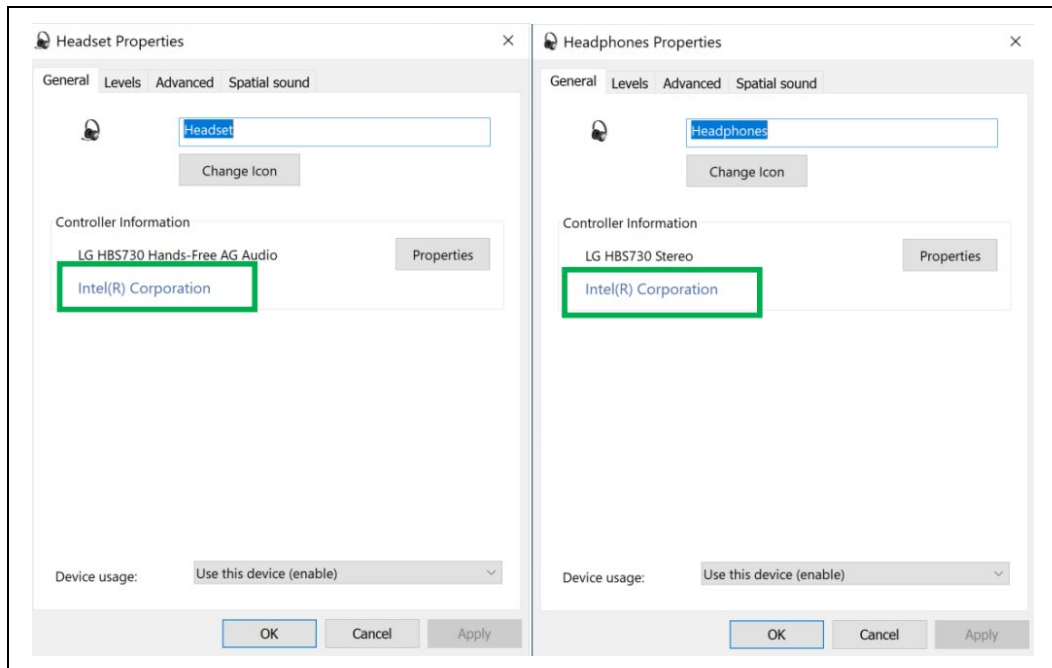 Headset Properties
General Levels Advanced Spatial sound
Headset
Change Icon
Controller Information
LG HBS730 Hands-Free AG Audio
Properties
Intel(R) Corporation
Device usage:
Use this device (enable)
OK Cancel Apply
Headphones Properties
General Levels Advanced Spatial sound
Headphones
Change Icon
Controller Information
LG HBS730 Stereo
Properties
Intel(R) Corporation
Device usage:
Use this device (enable)
OK Cancel Apply